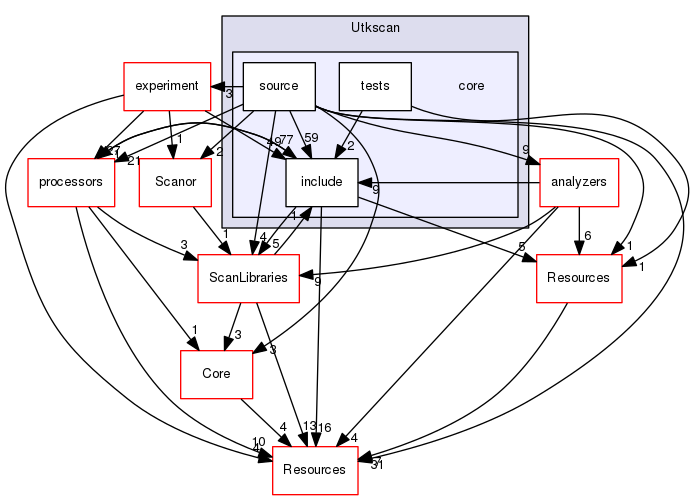 Utkscan
experiment
source
tests
core
3
1
2
77
59
2
9
21
processors
Scanor
include
analyzers
9
1
3
1
4
5
5
6
1
1
ScanLibraries
9
Resources
1
3
3
Core
4
13
16
4
10
4
31
Resources